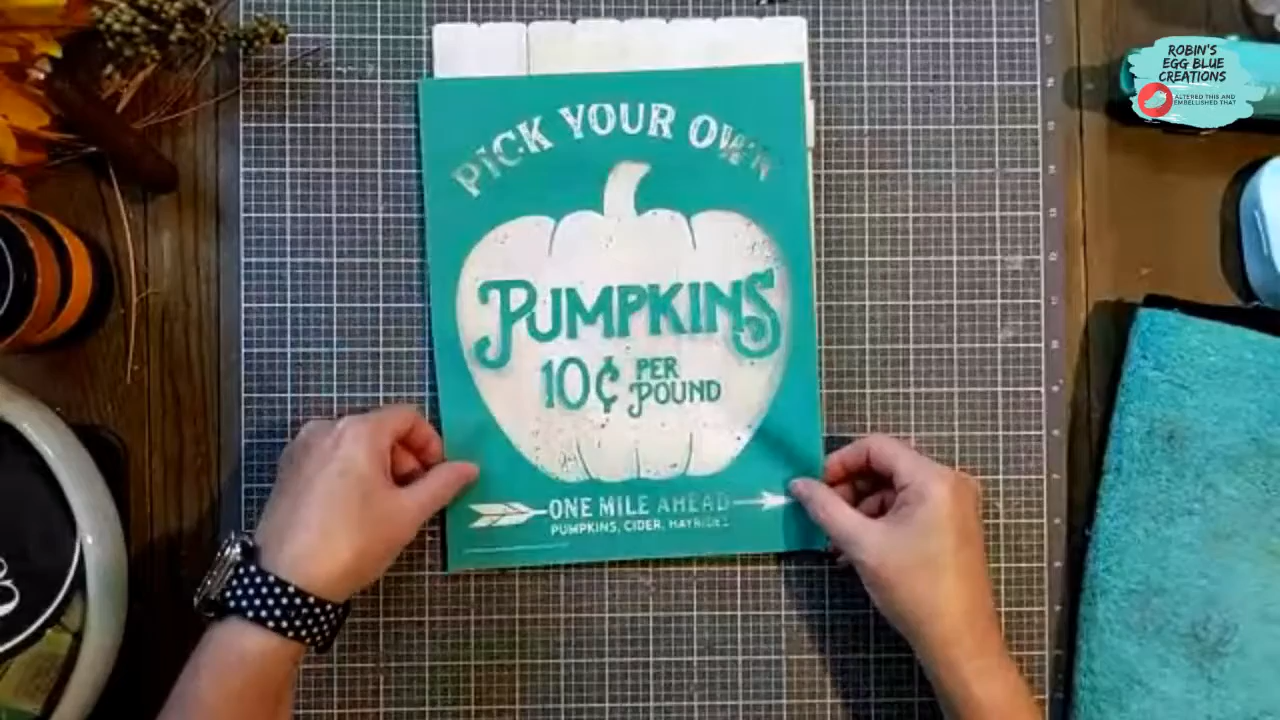 PICK YOUR OWN
PUMPKINS
10¢ PER POUND
ONE MILE AHEAD
PUMPKINS, CIDER, HAYRIDES
ROBIN'S
EGG BLUE
CREATIONS
ALTERED THIS AND
EMBELLISHED THAT